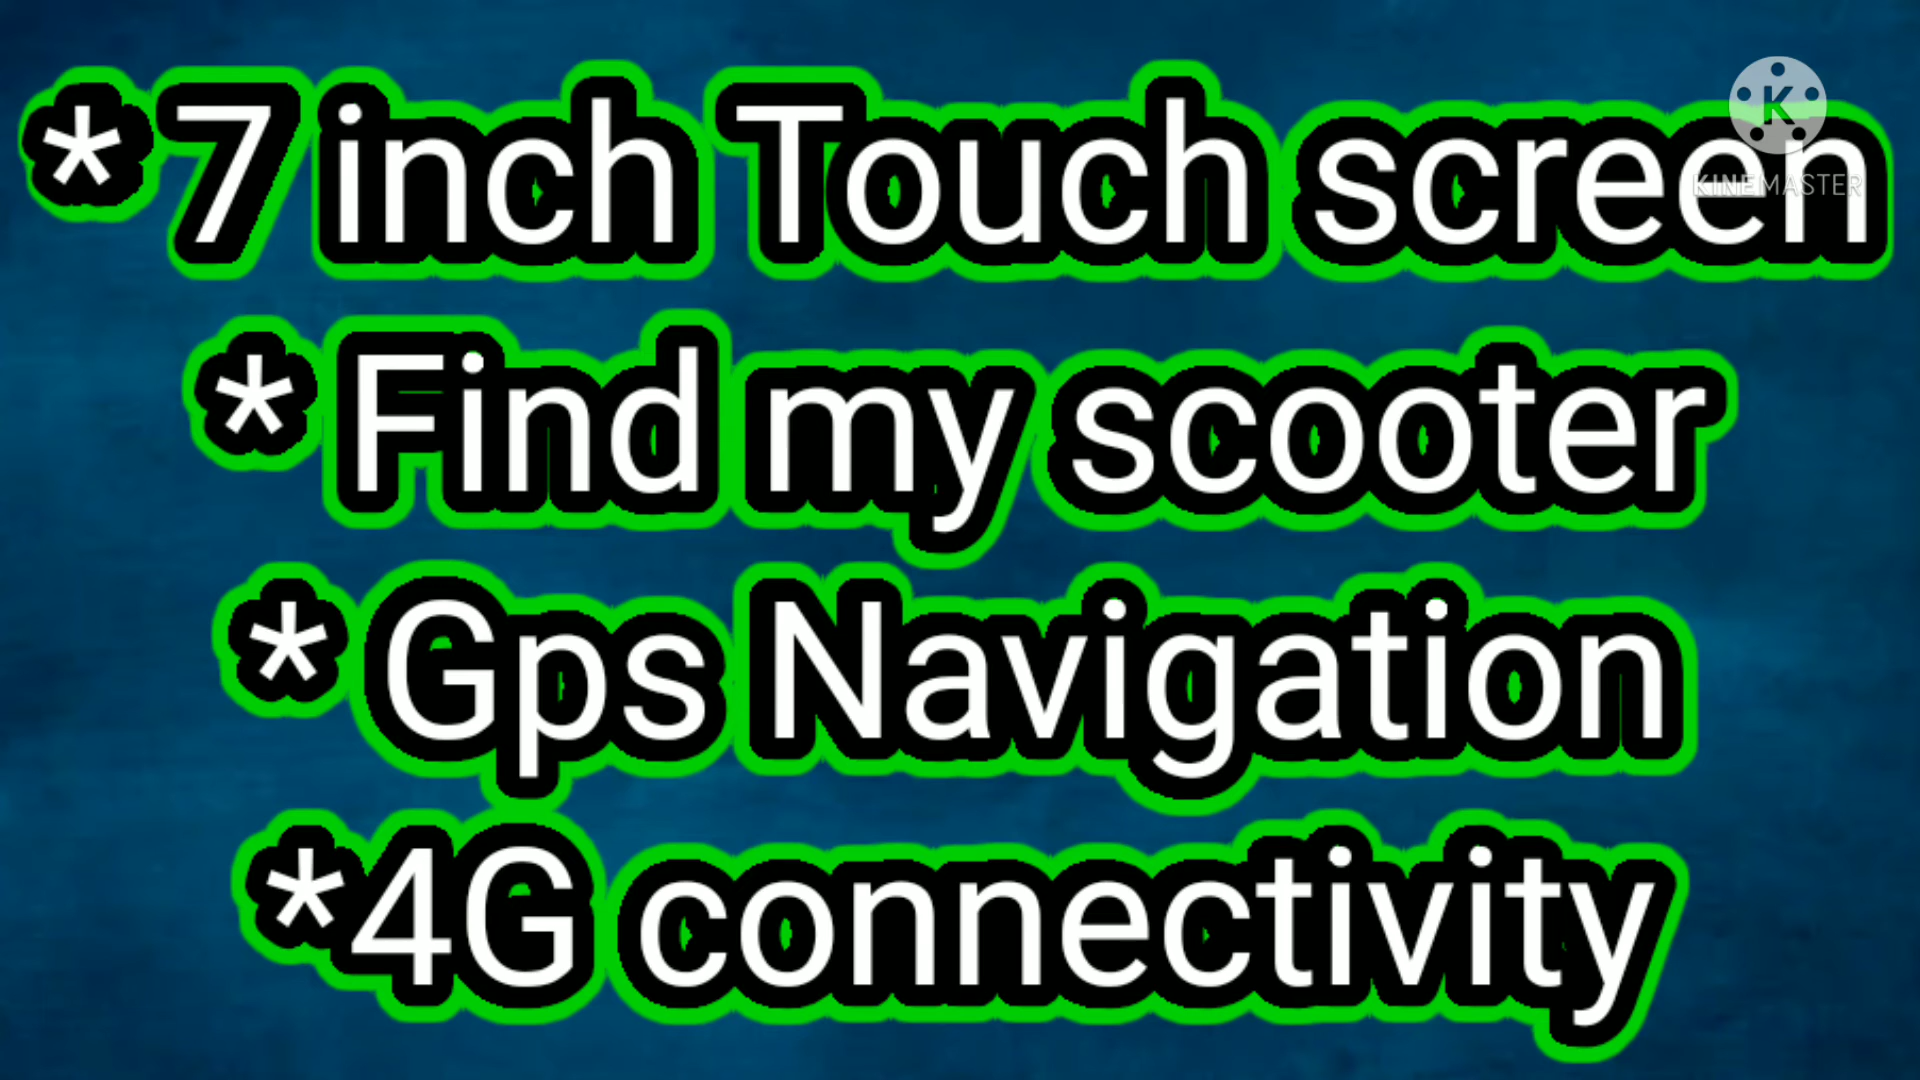 * 7 inch Touch screen
K
KINEMASTER
* Find my scooter
* Gps Navigation
*4G connectivity